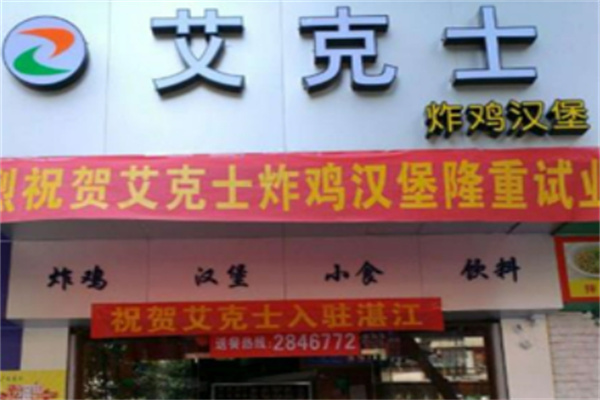 艾克士
炸鸡汉堡
烈祝贺艾克士炸鸡汉堡隆重试业
炸鸡 汉堡 小食 饮料
祝贺艾克士入驻湛江
送餐热线:2846772